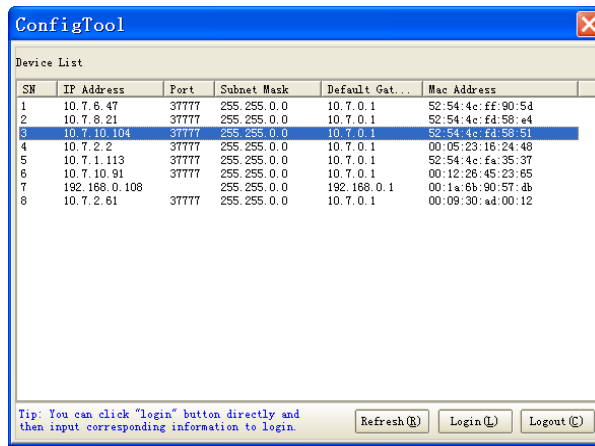 ConfigTool
Device List
SN IP Address Port Subnet Mask Default Gat... Mac Address
1 10.7.6.47 37777 255.255.0.0 10.7.0.1 52:54:4c:ff:90:5d
2 10.7.8.21 37777 255.255.0.0 10.7.0.1 52:54:4c:fd:58:e4
3 10.7.10.104 37777 255.255.0.0 10.7.0.1 52:54:4c:fd:58:51
4 10.7.2.2 37777 255.255.0.0 10.7.0.1 00:05:23:16:24:48
5 10.7.1.113 37777 255.255.0.0 10.7.0.1 52:54:4c:fa:35:37
6 10.7.10.91 37777 255.255.0.0 10.7.0.1 00:12:26:45:23:65
7 192.168.0.108 255.255.0.0 192.168.0.1 00:1a:6b:90:57:db
8 10.7.2.61 37777 255.255.0.0 10.7.0.1 00:09:30:ad:00:12
Tip: You can click "login" button directly and
then input corresponding information to login.
Refresh(R) Login(L) Logout(C)